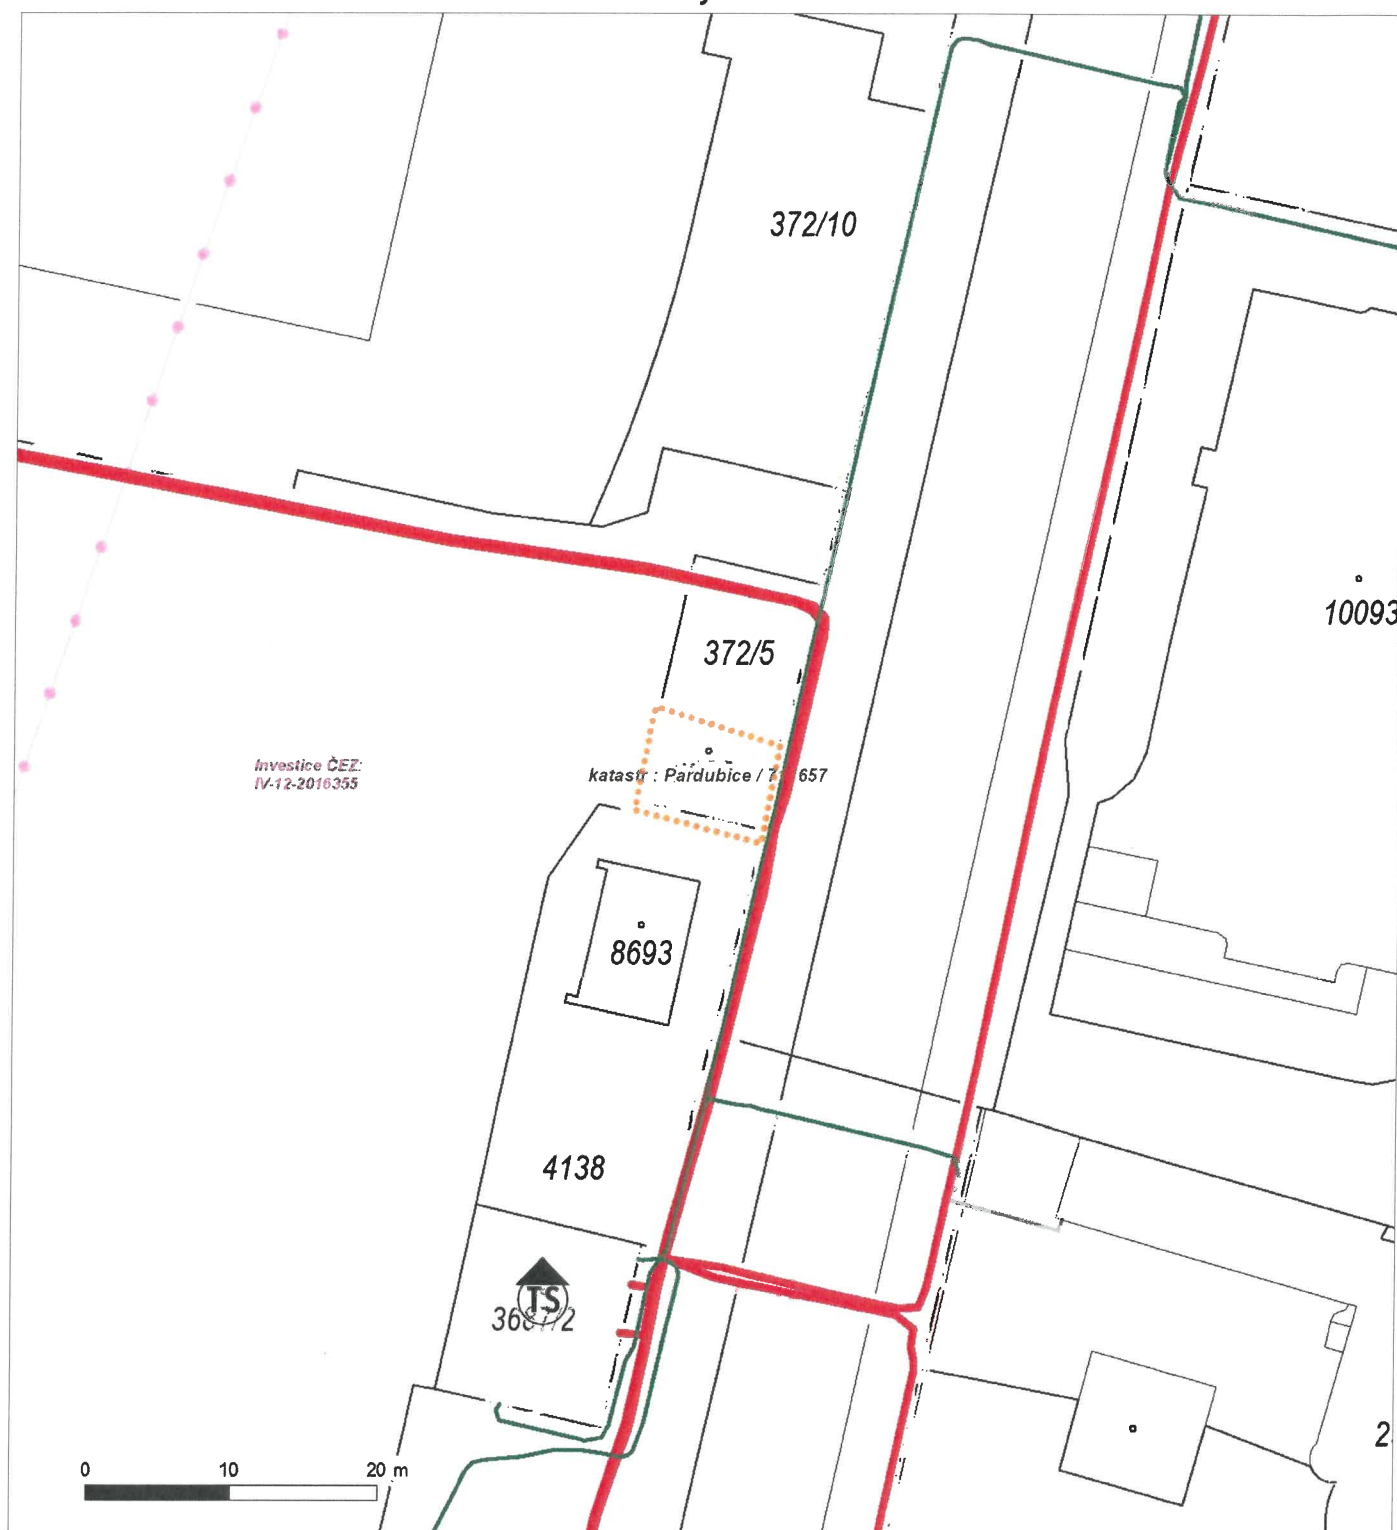 372/10
10093
372/5
Investice ČEZ:
IV-12-2016355
katastr : Pardubice /
657
8693
4138
TS
0 10 20 m